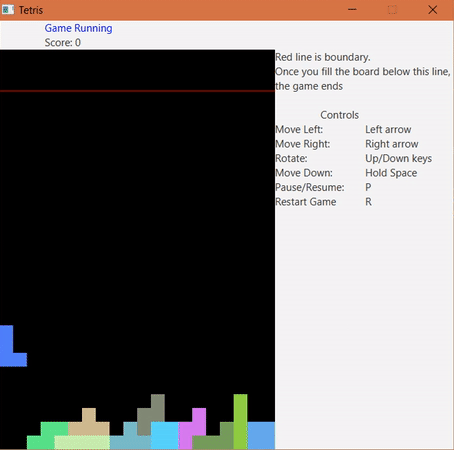 Tetris
Game Running
Score: 0
Red line is boundary.
Once you fill the board below this line,
the game ends
Controls
Move Left: Left arrow
Move Right: Right arrow
Rotate: Up/Down keys
Move Down: Hold Space
Pause/Resume: P
Restart Game R